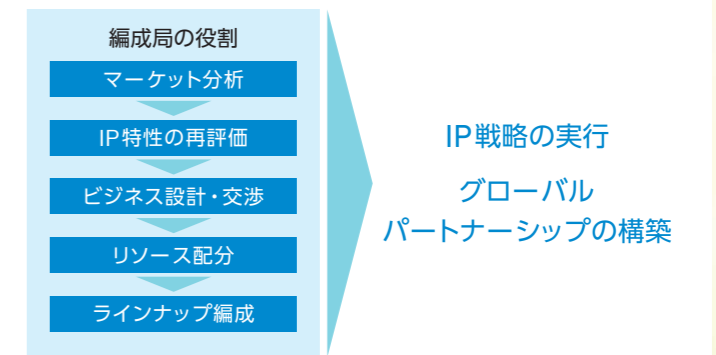 編成局の役割
マーケット分析
IP特性の再評価
ビジネス設計・交渉
リソース配分
ラインナップ編成
IP戦略の実行
グローバル
パートナーシップの構築